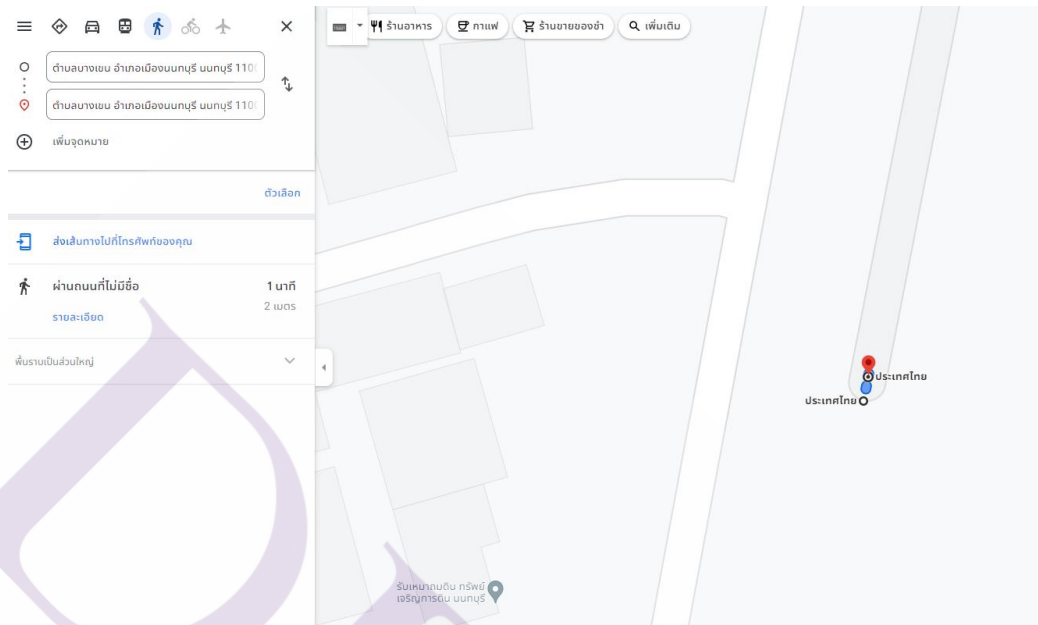 ร้านอาหาร
กาแฟ
ร้านขายของชำ
เพิ่มเติม
ตำบลบางเขน อำเภอเมืองนนทบุรี นนทบุรี 110
ตำบลบางเขน อำเภอเมืองนนทบุรี นนทบุรี 110
เพิ่มจุดหมาย
ตัวเลือก
ส่งเส้นทางไปที่โทรศัพท์ของคุณ
ผ่านถนนที่ไม่มีชื่อ
1 นาที
2 เมตร
รายละเอียด
พื้นราบเป็นส่วนใหญ่
ประเทศไทย
ประเทศไทย
รับเหมาถมดิน ทรัพย์
เจริญการดิน นนทบุรี